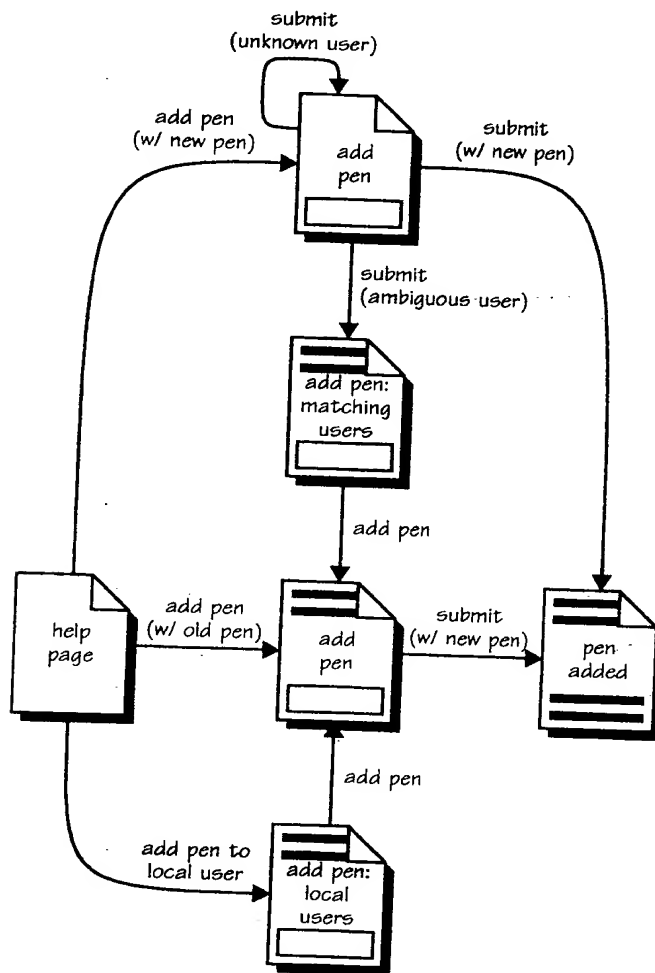 submit
(unknown user)
add pen
(w/ new pen)
add
pen
submit
(w/ new pen)
submit
(ambiguous user)
add pen:
matching
users
add pen
help
page
add pen
(w/ old pen)
add
pen
submit
(w/ new pen)
pen
added
add pen
add pen to
local user
add pen:
local
users